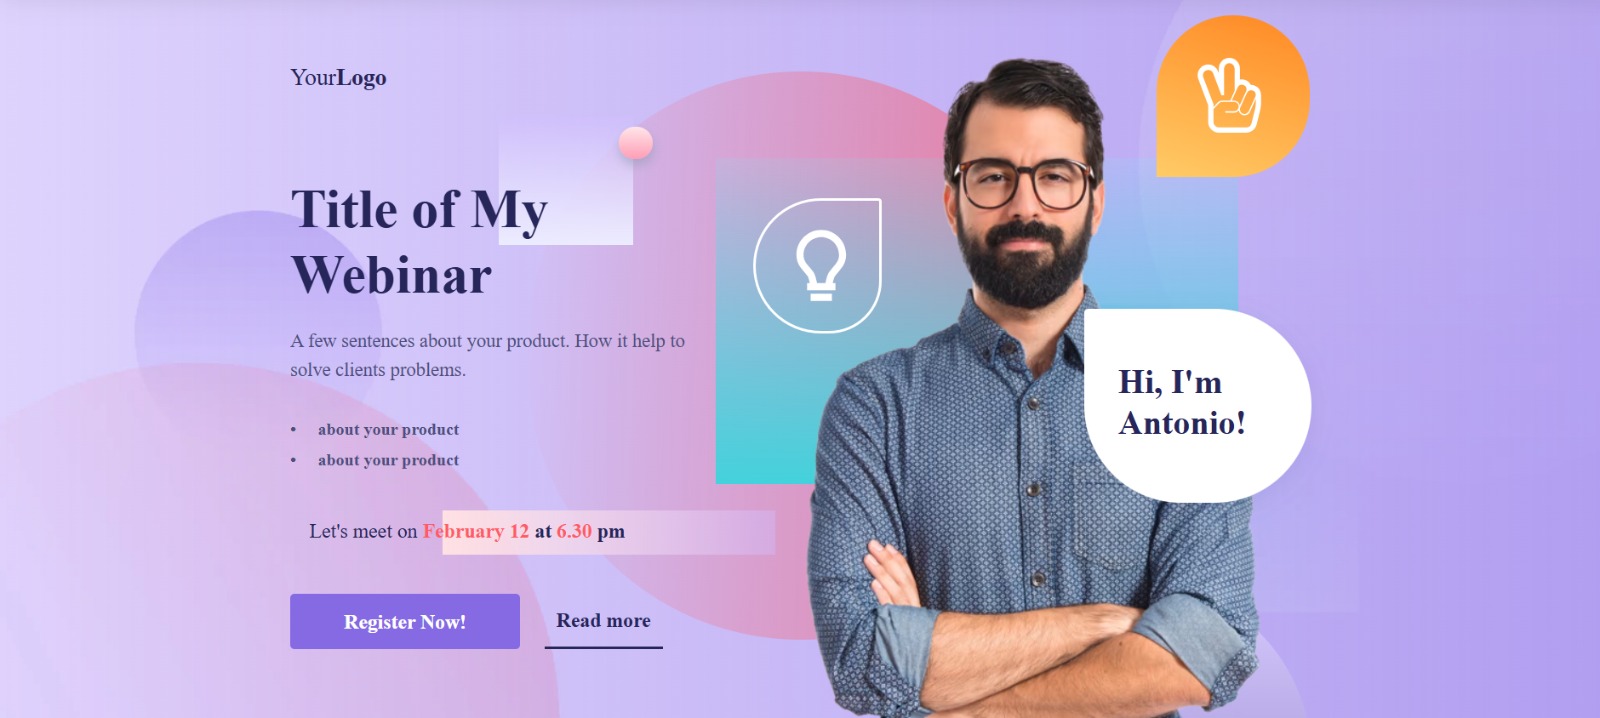 YourLogo
Title of My
Webinar
A few sentences about your product. How it help to
solve clients problems.
• about your product
• about your product
Let's meet on February 12 at 6.30 pm
Register Now!
Read more
Hi, I'm
Antonio!